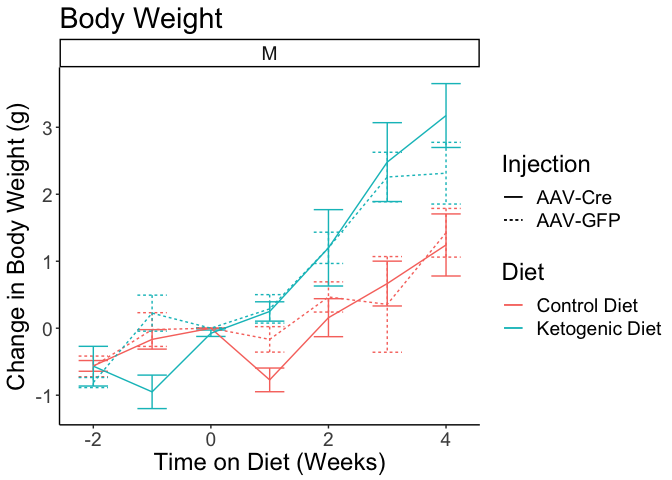 Body Weight
M
Change in Body Weight (g)
3
2
1
0
-1
-2
0
2
4
Time on Diet (Weeks)
Injection
AAV-Cre
AAV-GFP
Diet
Control Diet
Ketogenic Diet